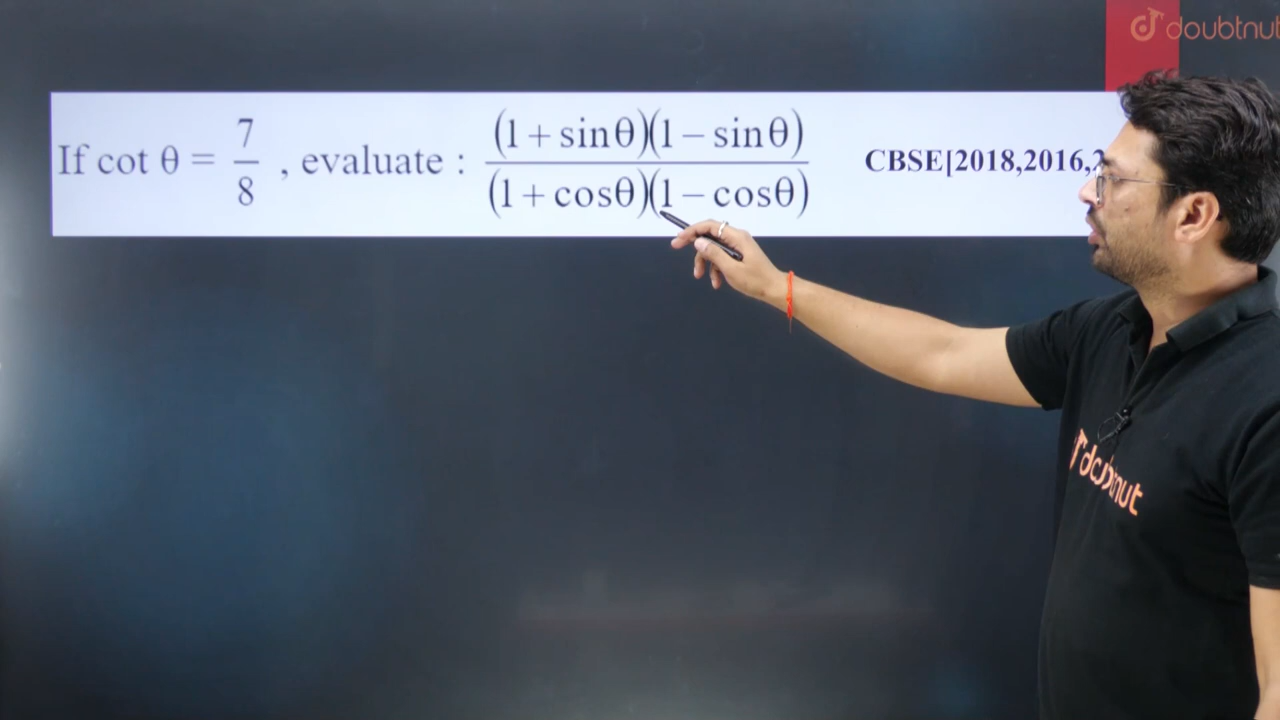 doubtnut
If cot θ = 7/8 , evaluate : (1 + sinθ)(1 − sinθ)/(1 + cosθ)(1 − cosθ) CBSE[2018,2016,
doubtnut